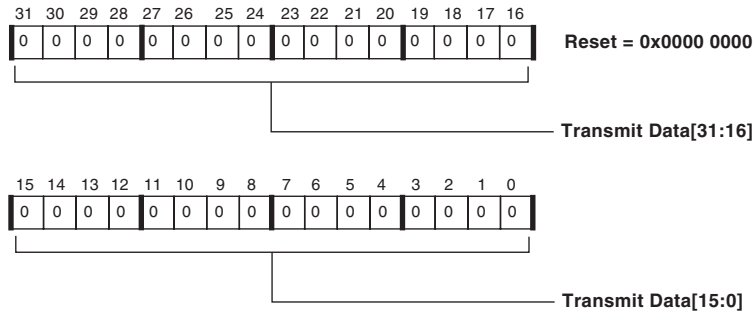 31 30 29 28 27 26 25 24 23 22 21 20 19 18 17 16
0 0 0 0 0 0 0 0 0 0 0 0 0 0 0 0 Reset = 0x0000 0000
Transmit Data[31:16]
15 14 13 12 11 10 9 8 7 6 5 4 3 2 1 0
0 0 0 0 0 0 0 0 0 0 0 0 0 0 0 0
Transmit Data[15:0]